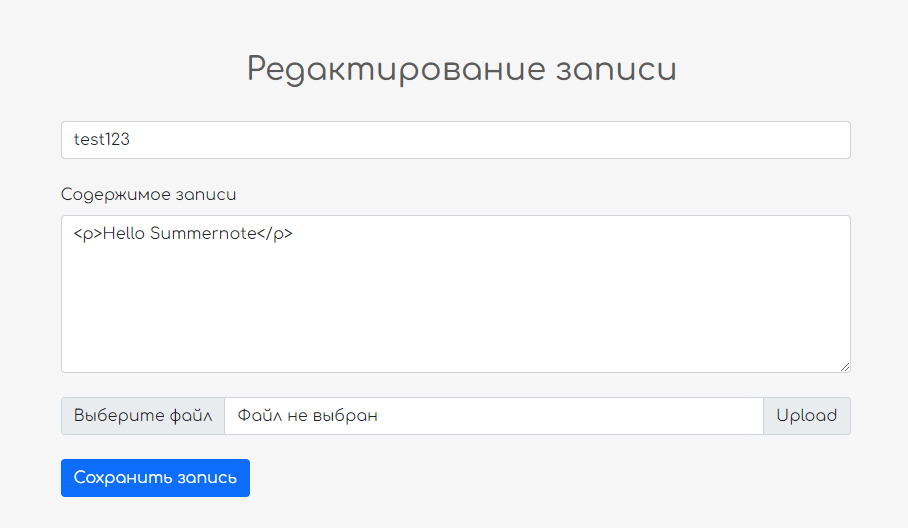 Редактирование записи
test123
Содержимое записи
<p>Hello Summernote</p>
Выберите файл Файл не выбран Upload
Сохранить запись